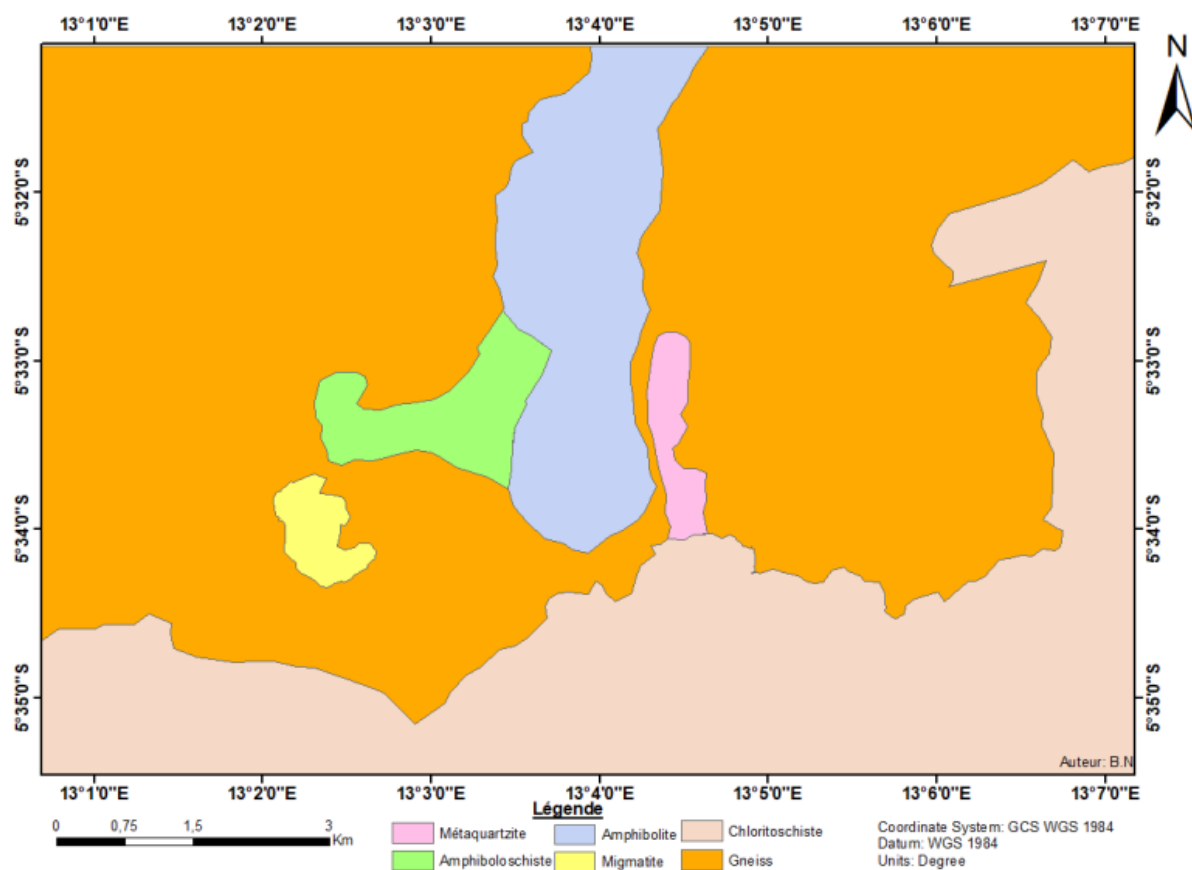 13°1'0"E 13°2'0"E 13°3'0"E 13°4'0"E 13°5'0"E 13°6'0"E 13°7'0"E
N
5°32'0"S 5°32'0"S
5°33'0"S 5°33'0"S
5°34'0"S 5°34'0"S
5°35'0"S 5°35'0"S
Auteur: B.N
13°1'0"E 13°2'0"E 13°3'0"E 13°4'0"E 13°5'0"E 13°6'0"E 13°7'0"E
Légende
0 0,75 1,5 3
Km
Métaquartzite Amphibolite Chloritoschiste
Amphiboloschiste Migmatite Gneiss
Coordinate System: GCS WGS 1984
Datum: WGS 1984
Units: Degree